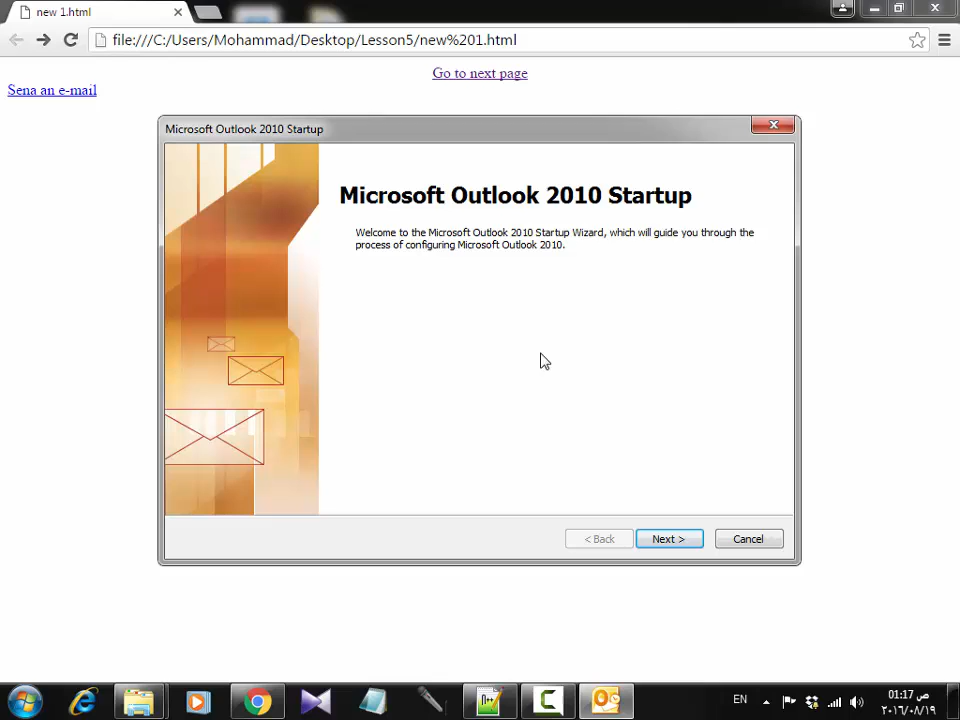 new 1.html
file:///C:/Users/Mohammad/Desktop/Lesson5/new%201.html
Go to next page
Sena an e-mail
Microsoft Outlook 2010 Startup
Microsoft Outlook 2010 Startup
Welcome to the Microsoft Outlook 2010 Startup Wizard, which will guide you through the
process of configuring Microsoft Outlook 2010.
< Back
Next >
Cancel
N++
C
EN
01:17 ص
٢٠١٦/٠٨/١٩